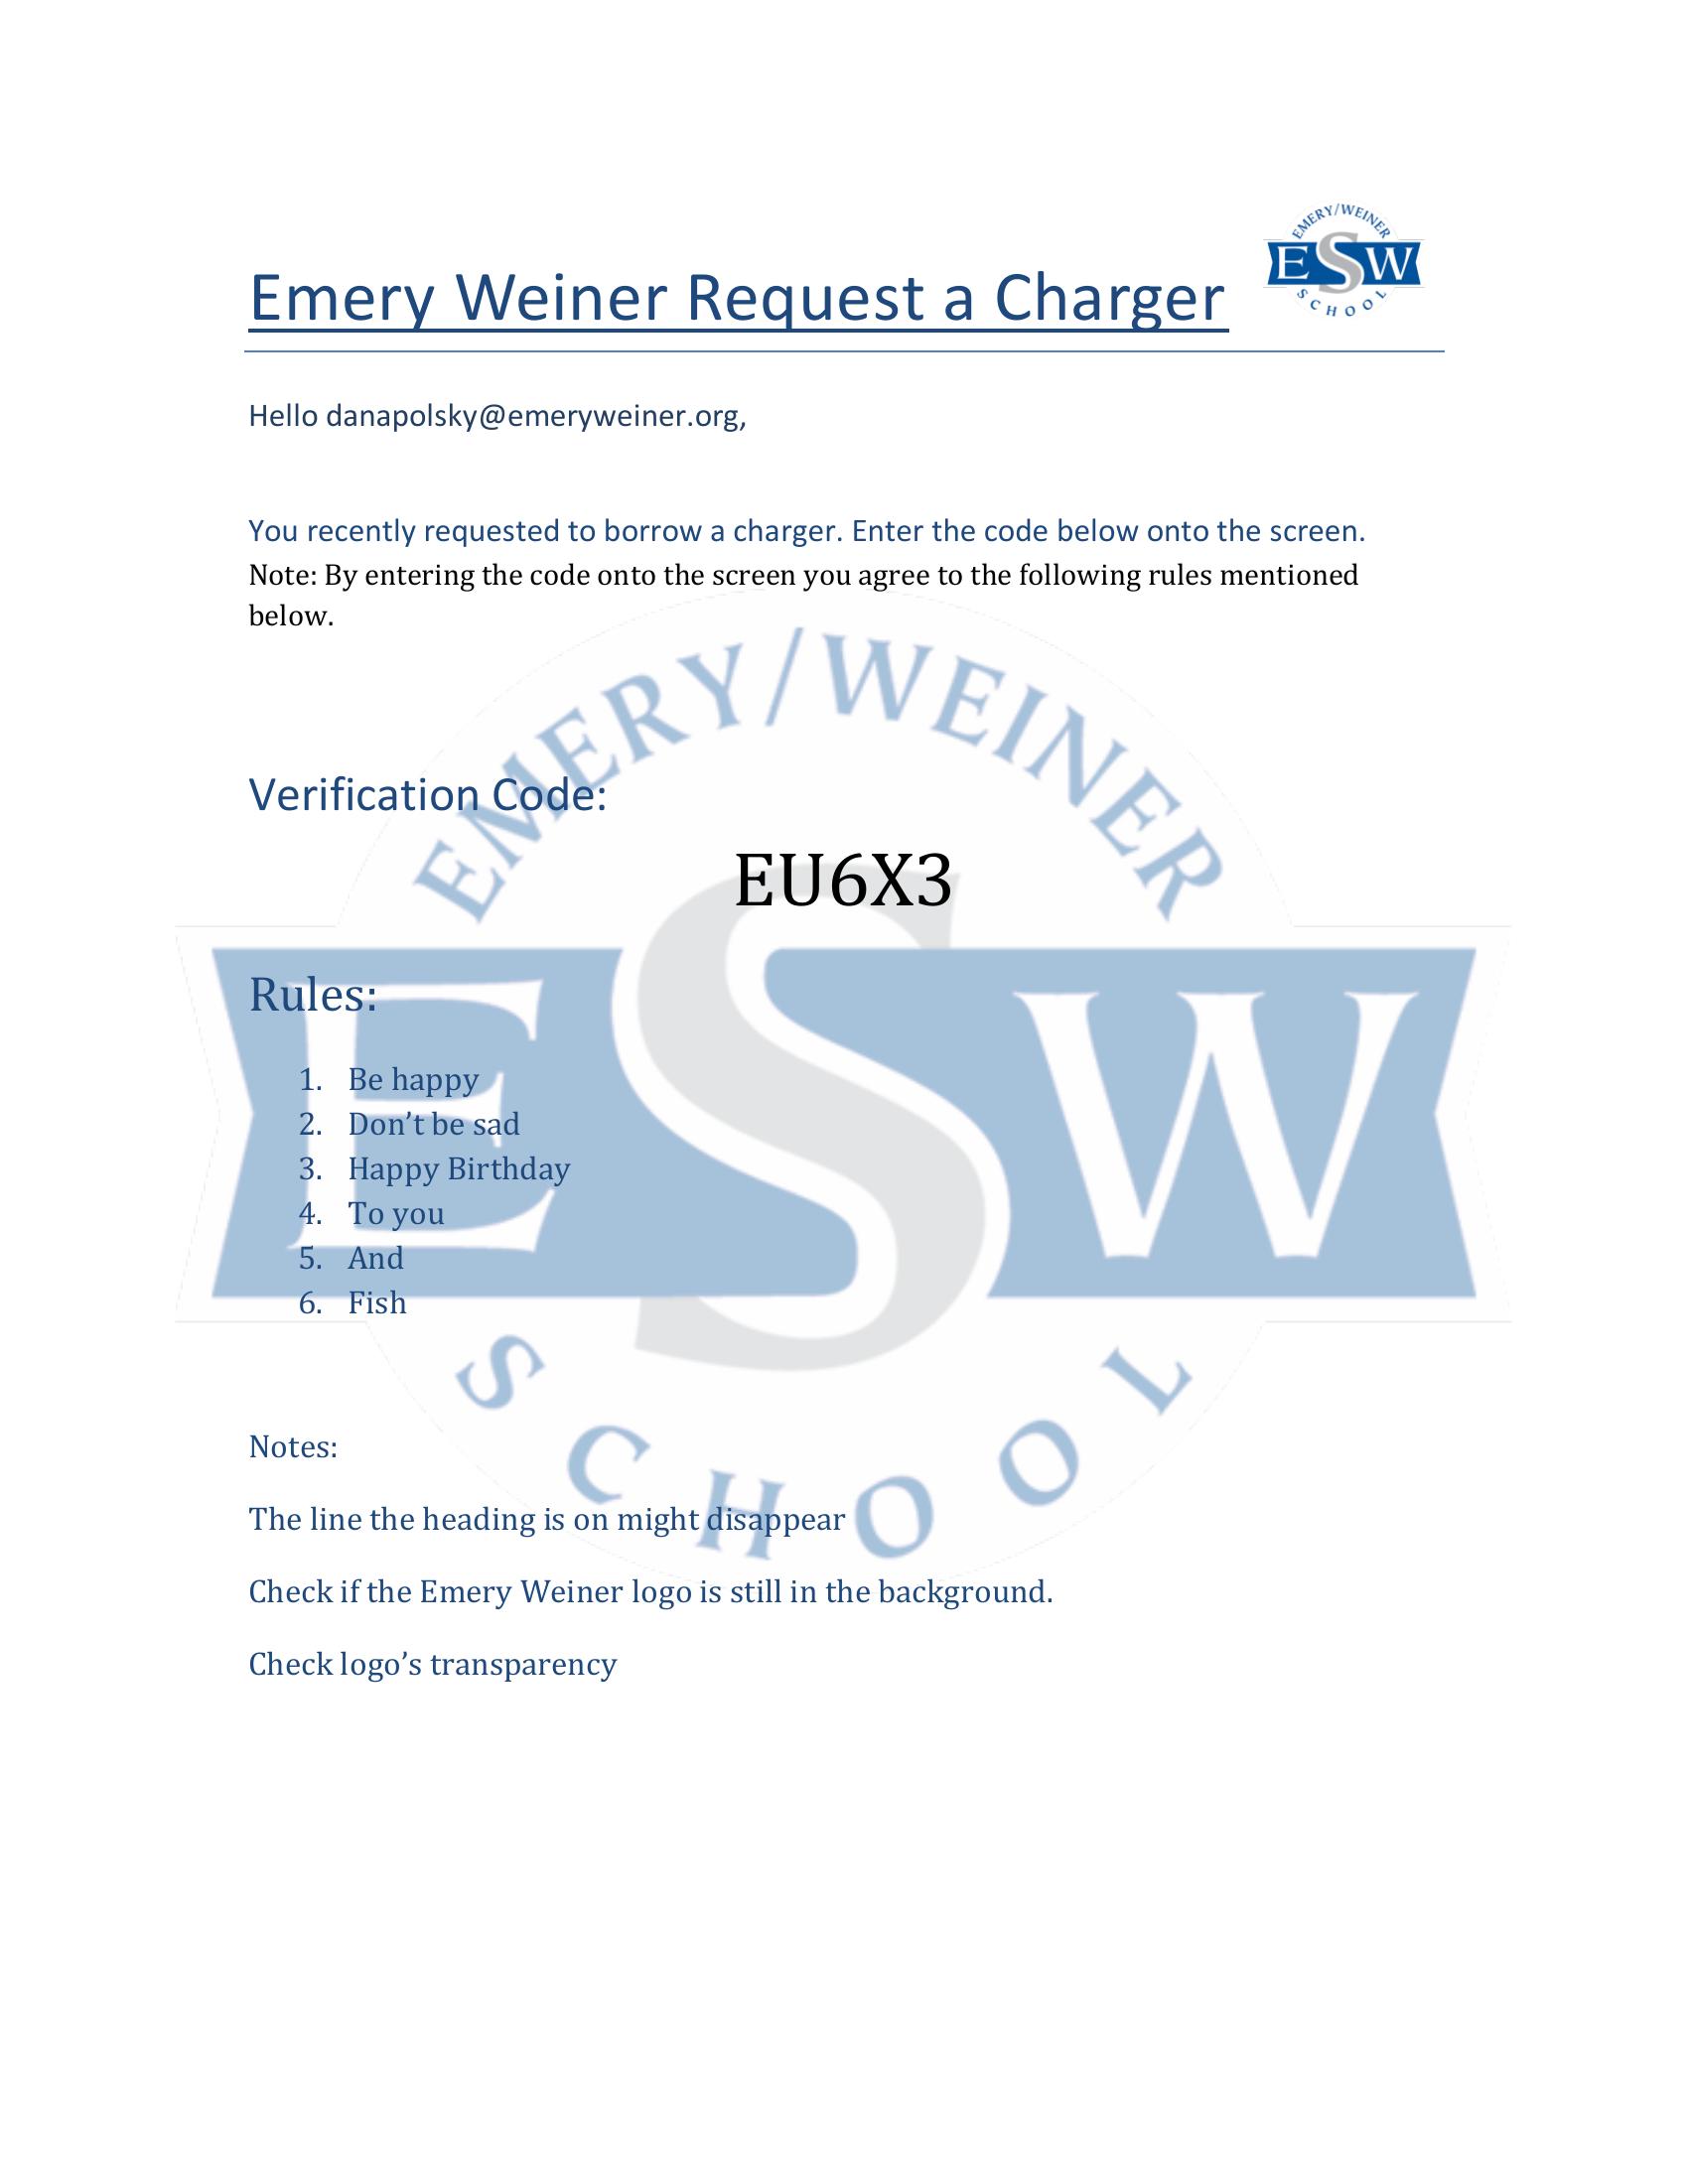 EMERY/WEINER
ESW
SCHOOL
Emery Weiner Request a Charger
Hello danapolsky@emeryweiner.org,
You recently requested to borrow a charger. Enter the code below onto the screen.
Note: By entering the code onto the screen you agree to the following rules mentioned
below.
EMERY/WEINER
Verification Code:
EU6X3
ESW
Rules:
1. Be happy
2. Don’t be sad
3. Happy Birthday
4. To you
5. And
6. Fish
SCHOOL
Notes:
The line the heading is on might disappear
Check if the Emery Weiner logo is still in the background.
Check logo’s transparency